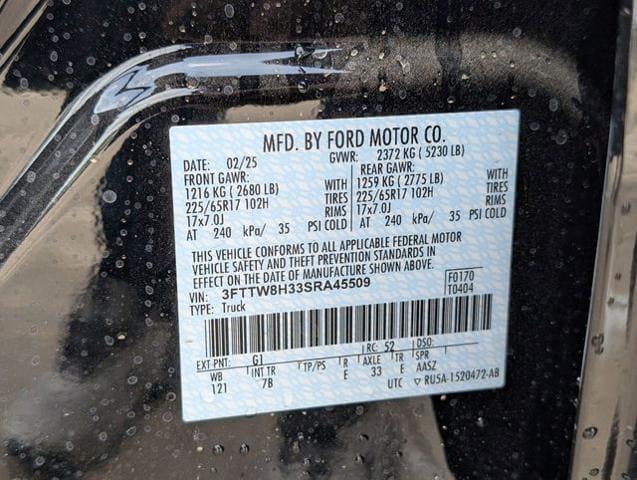 MFD. BY FORD MOTOR CO.
DATE: 02/25 GVWR: 2372 KG ( 5230 LB)
FRONT GAWR: REAR GAWR:
1216 KG ( 2680 LB) WITH 1259 KG ( 2775 LB) WITH
225/65R17 102H TIRES 225/65R17 102H TIRES
17x7.0J RIMS 17x7.0J RIMS
AT 240 kPa/ 35 PSI COLD AT 240 kPa/ 35 PSI COLD
THIS VEHICLE CONFORMS TO ALL APPLICABLE FEDERAL MOTOR
VEHICLE SAFETY AND THEFT PREVENTION STANDARDS IN
EFFECT ON THE DATE OF MANUFACTURE SHOWN ABOVE.
VIN: 3FTTW8H33SRA45509 F0170
TYPE: Truck T0404
EXT PNT: G1 RC: 52 DSO:
WB INT TR TP/PS R AXLE TR SPR
121 7B E 33 E AASZ
UTC ▽ RU5A-1520472-AB